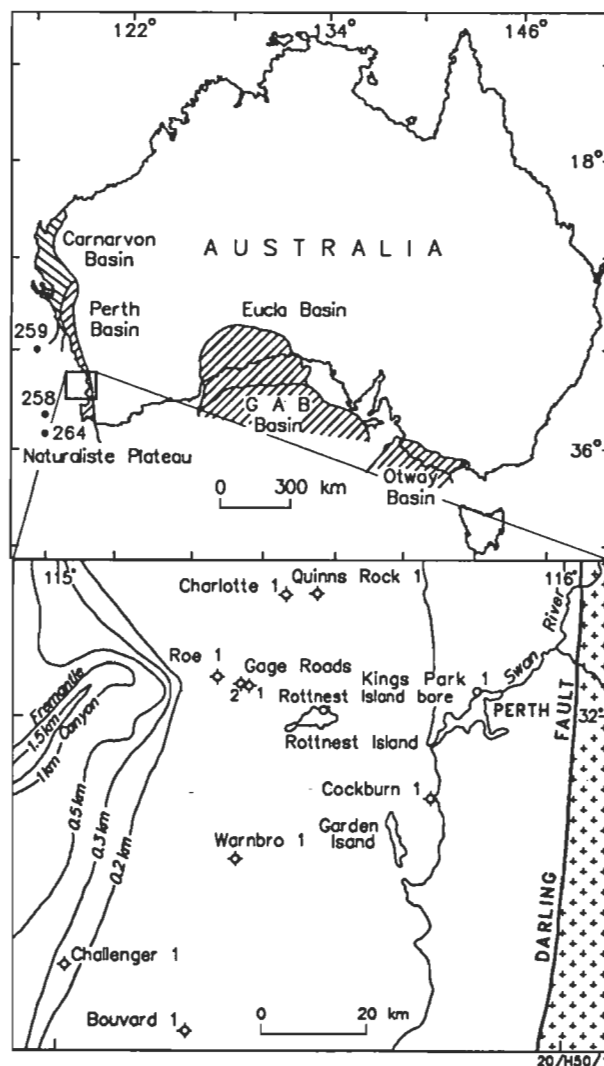 122°
134°
146°
18°
Carnarvon
Basin
AUSTRALIA
Perth
Basin
Eucla Basin
259
258
264
GAB
Basin
Naturaliste Plateau
36°
Otway
Basin
0 300 km
115°
116°
Charlotte 1
Quinns Rock 1
Swan River
Roe 1
Gage Roads
2 1
Kings Park 1
Rottnest Island bore
PERTH
32°
Rottnest Island
Fremantle
Canyon
1.5km
1km
0.5km
0.3km
0.2km
FAULT
Cockburn 1
Garden
Island
Warnbro 1
DARLING
Challenger 1
Bouvard 1
0 20 km